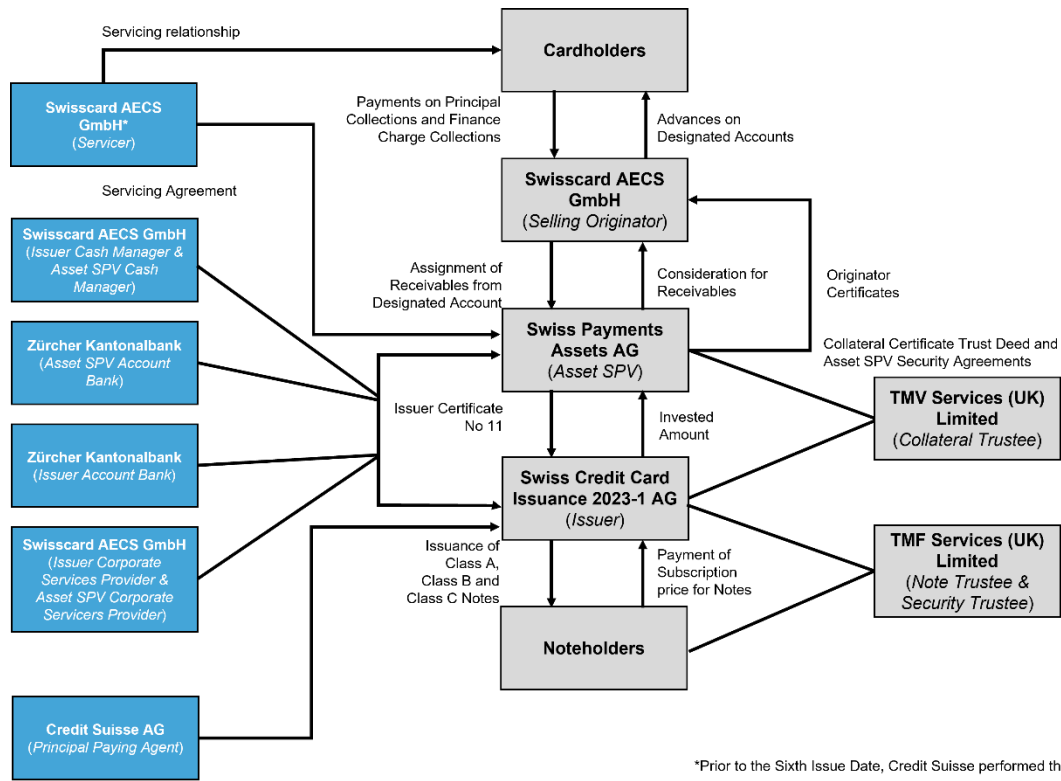 Servicing relationship
Cardholders
Swisscard AECS
GmbH*
(Servicer)
Payments on Principal
Collections and Finance
Charge Collections
Advances on
Designated Accounts
Servicing Agreement
Swisscard AECS
GmbH
(Selling Originator)
Swisscard AECS GmbH
(Issuer Cash Manager &
Asset SPV Cash
Manager)
Assignment of
Receivables from
Designated Account
Consideration for
Receivables
Originator
Certificates
Zürcher Kantonalbank
(Asset SPV Account
Bank)
Swiss Payments
Assets AG
(Asset SPV)
Collateral Certificate Trust Deed and
Asset SPV Security Agreements
Issuer Certificate
No 11
Invested
Amount
TMV Services (UK)
Limited
(Collateral Trustee)
Zürcher Kantonalbank
(Issuer Account Bank)
Swiss Credit Card
Issuance 2023-1 AG
(Issuer)
Swisscard AECS GmbH
(Issuer Corporate
Services Provider &
Asset SPV Corporate
Servicers Provider)
Issuance of
Class A,
Class B and
Class C Notes
Payment of
Subscription
price for Notes
TMF Services (UK)
Limited
(Note Trustee &
Security Trustee)
Noteholders
Credit Suisse AG
(Principal Paying Agent)
*Prior to the Sixth Issue Date, Credit Suisse performed th